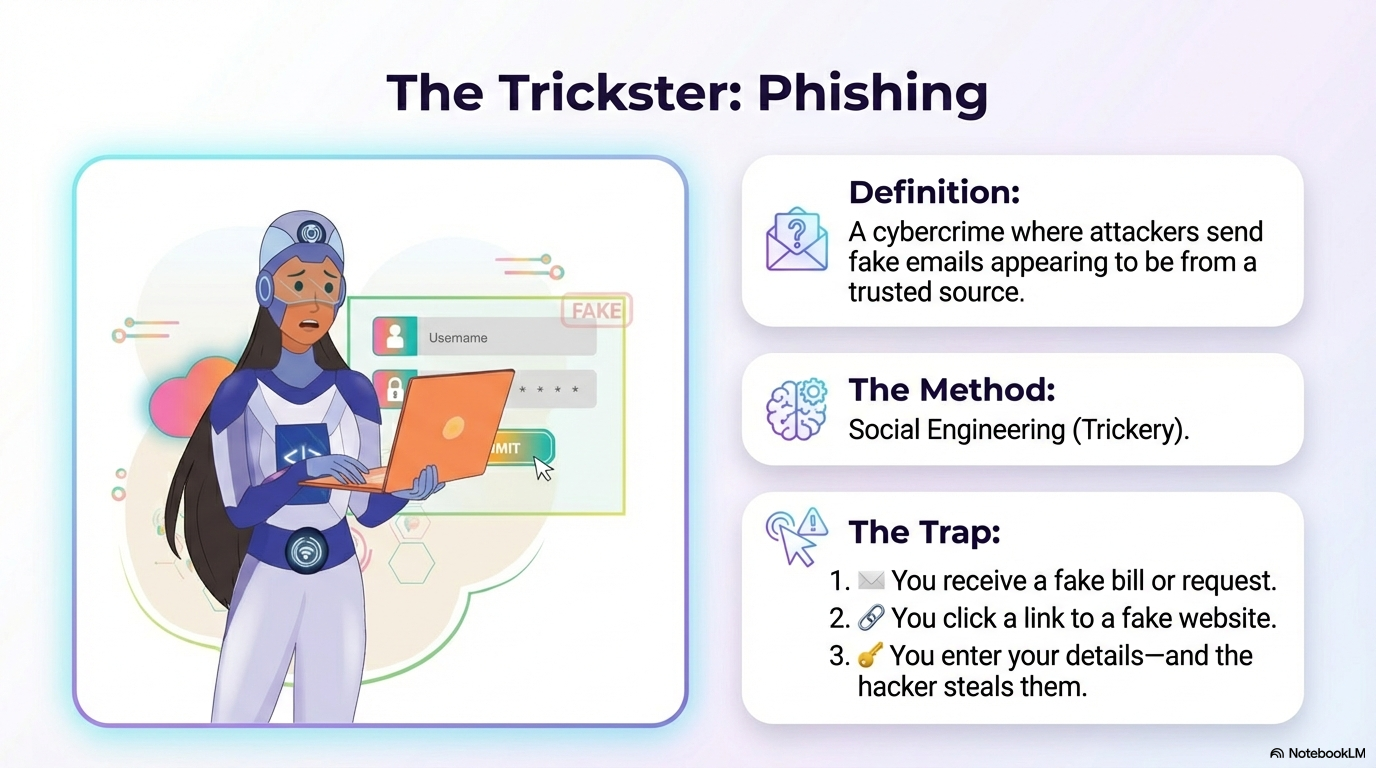 The Trickster: Phishing
FAKE
Username
* * * *
MIT
</>
Definition:
A cybercrime where attackers send
fake emails appearing to be from a
trusted source.
The Method:
Social Engineering (Trickery).
The Trap:
1. ✉️ You receive a fake bill or request.
2. 🔗 You click a link to a fake website.
3. 🔑 You enter your details—and the
hacker steals them.
NotebookLM